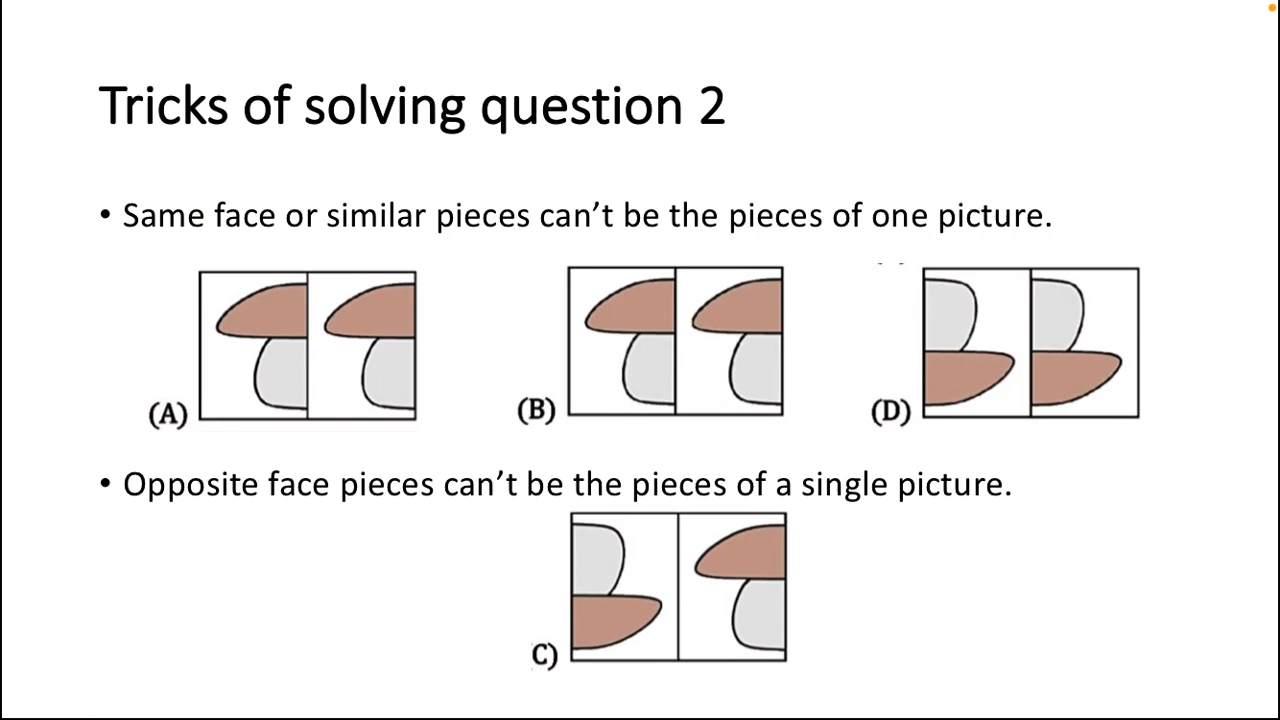 Tricks of solving question 2
• Same face or similar pieces can’t be the pieces of one picture.
(A)
(B)
(D)
• Opposite face pieces can’t be the pieces of a single picture.
C)